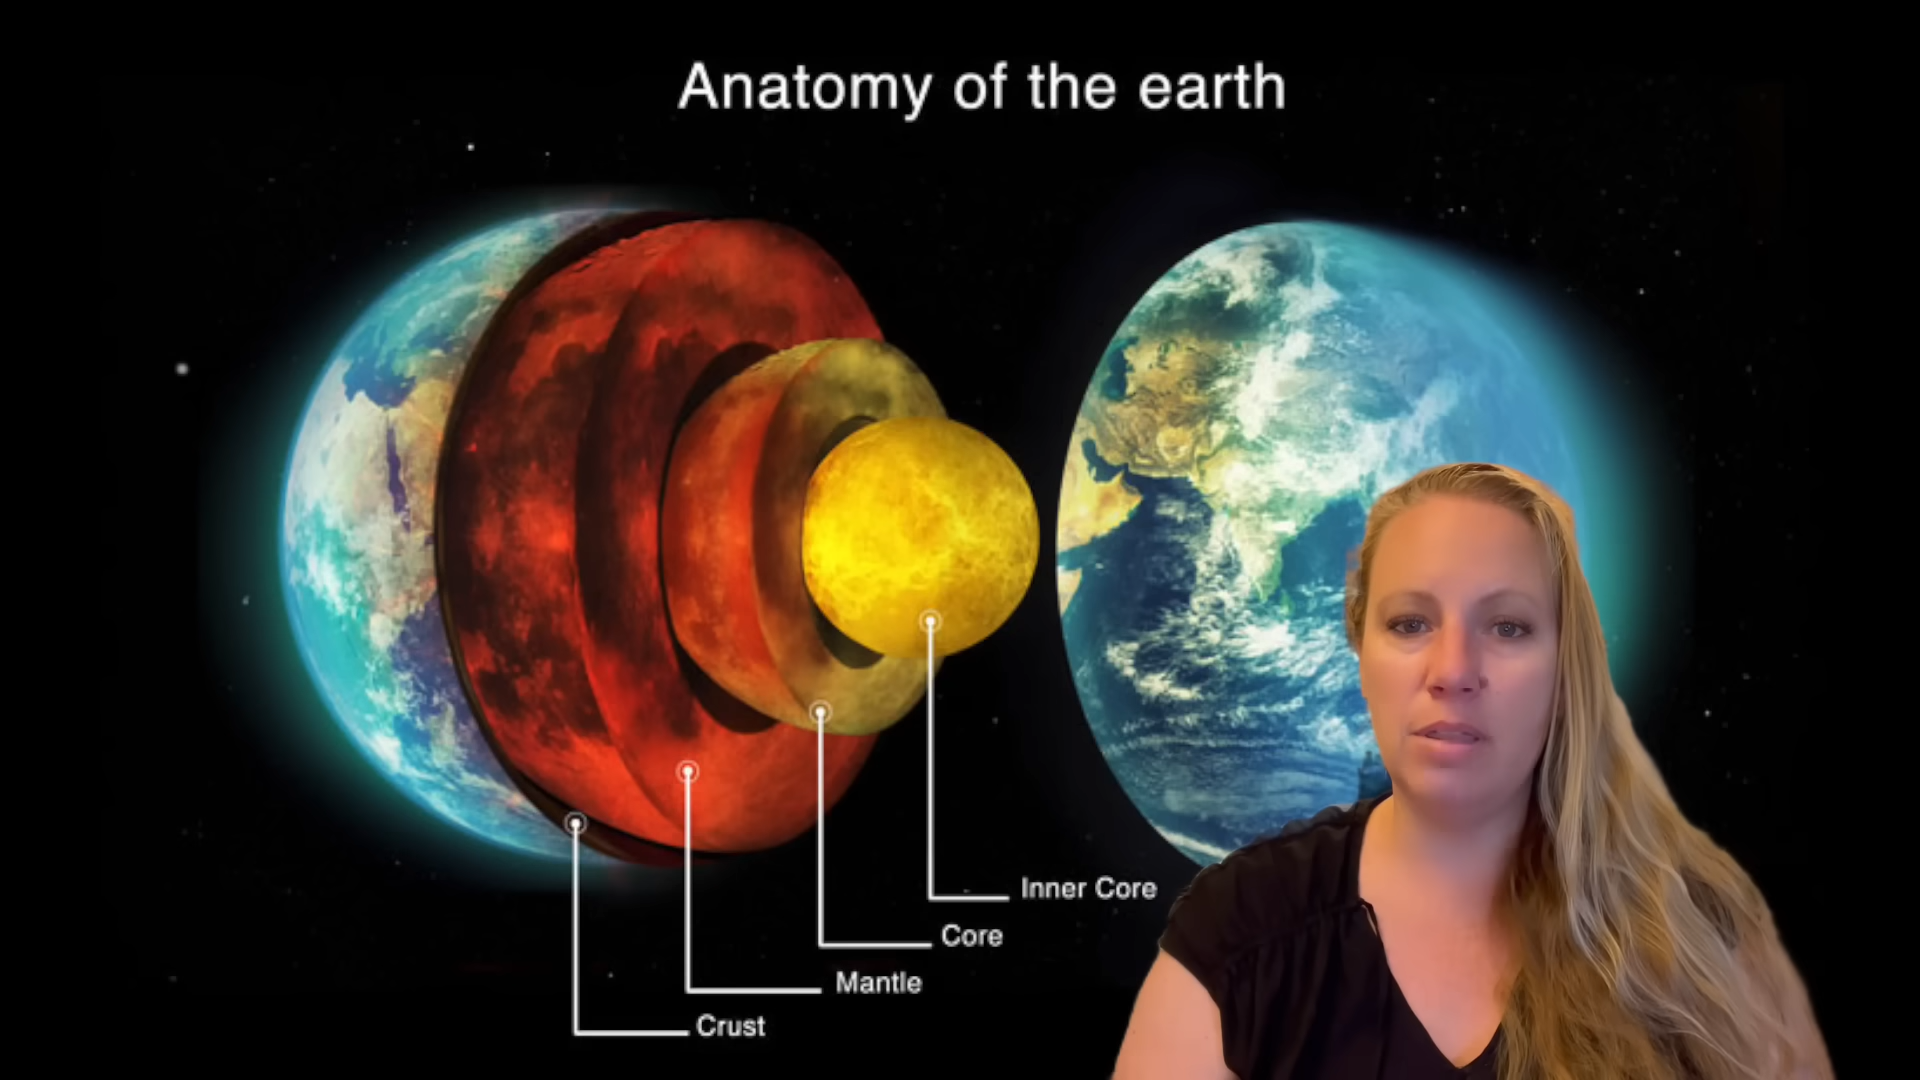 Anatomy of the earth
Inner Core
Core
Mantle
Crust